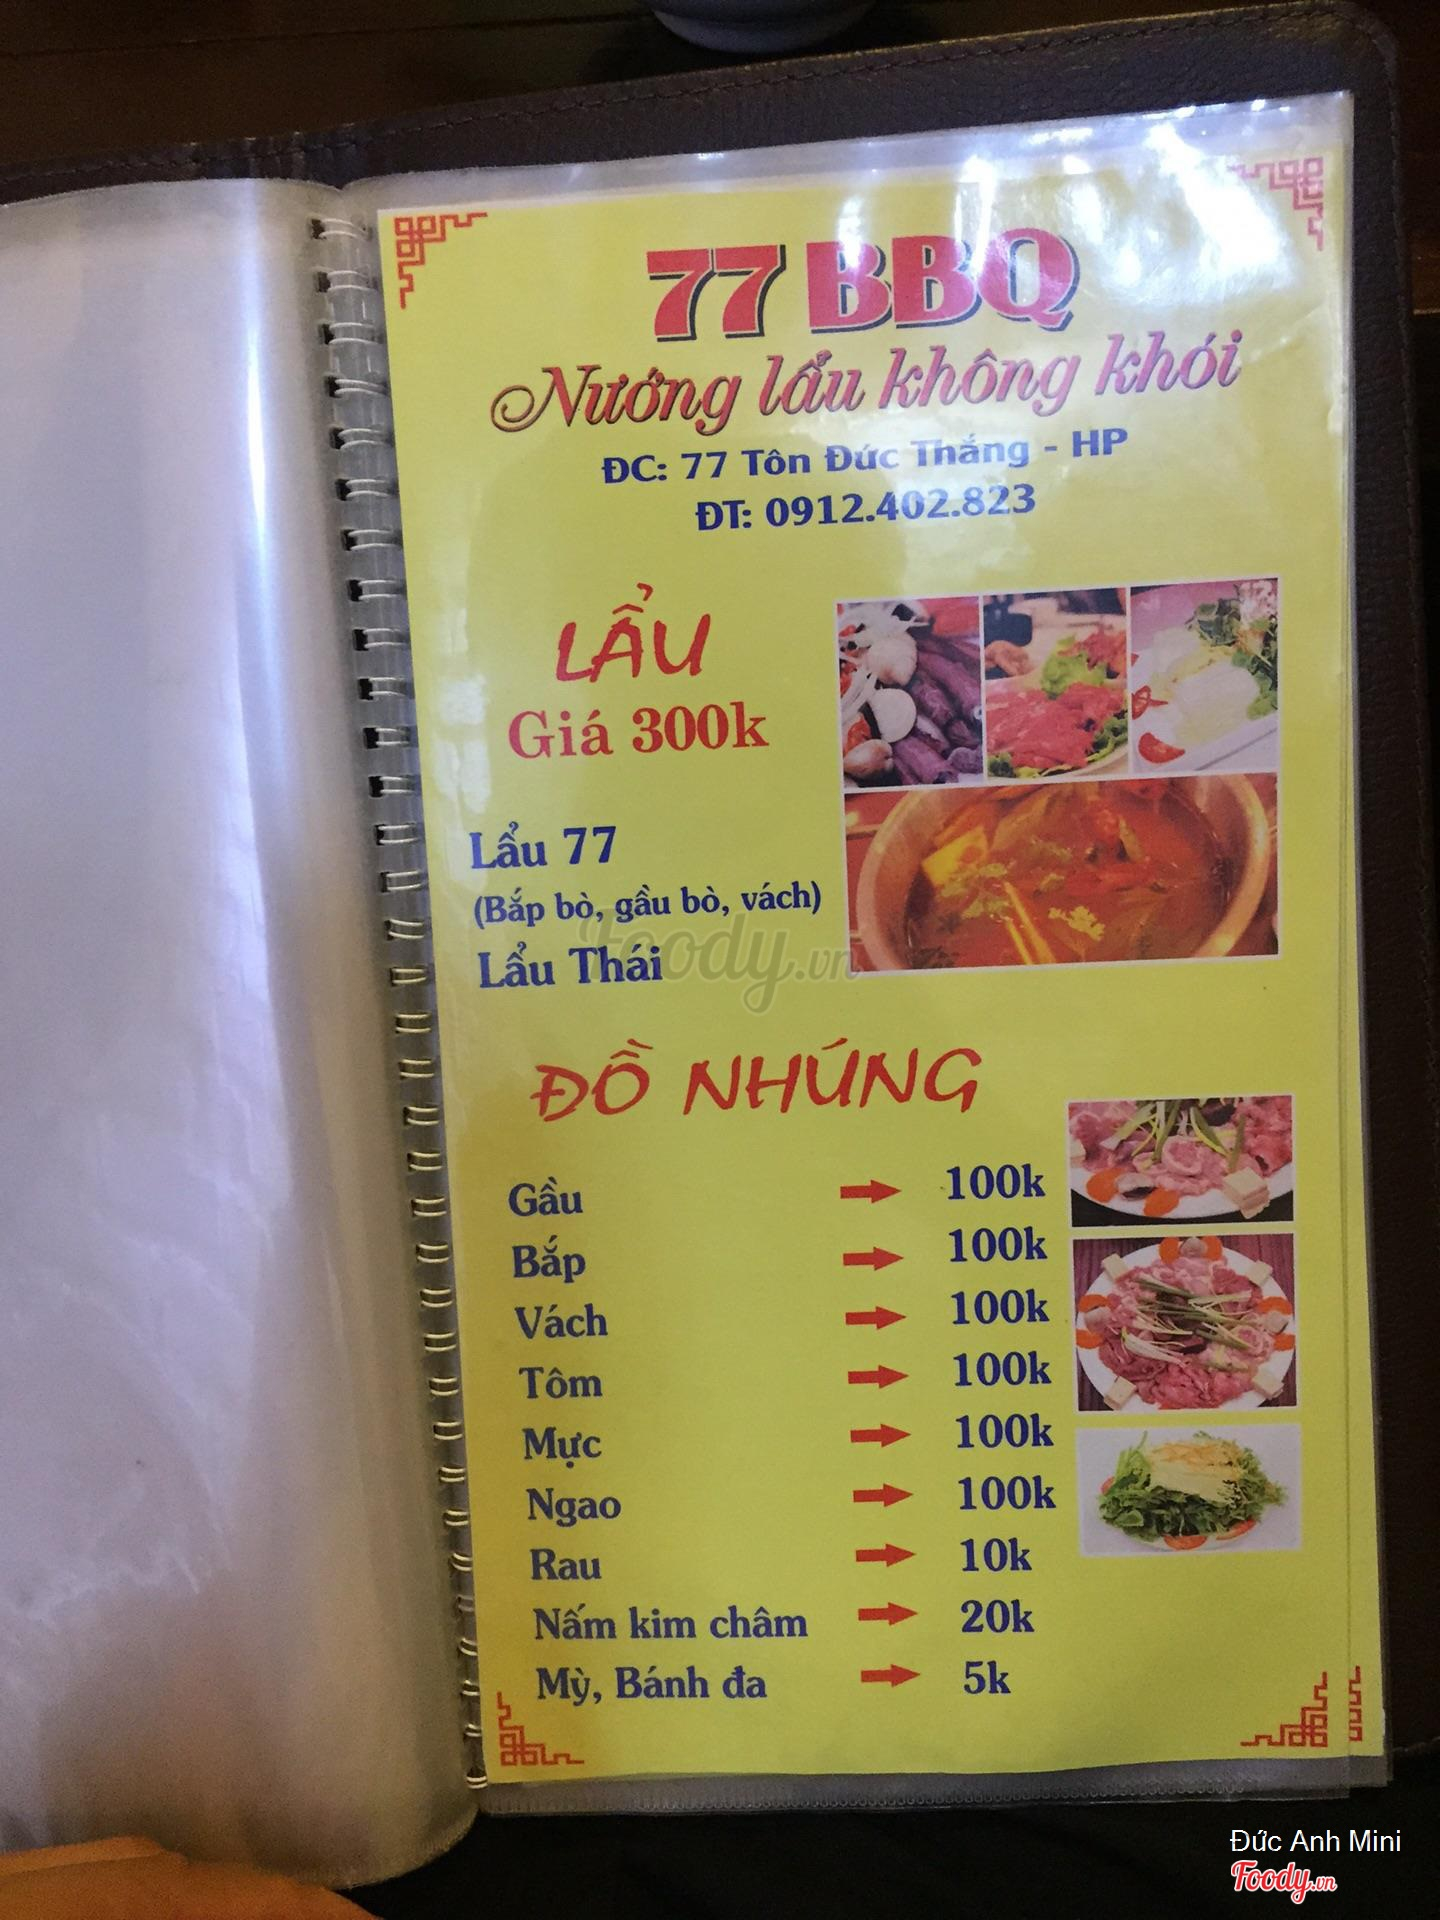 77 BBQ
Nướng lẩu không khói
ĐC: 77 Tôn Đức Thắng - HP
ĐT: 0912.402.823
LẨU
Giá 300k
Lẩu 77
(Bắp bò, gầu bò, vách)
Lẩu Thái
Foody.vn
ĐỒ NHÚNG
Gầu 100k
Bắp 100k
Vách 100k
Tôm 100k
Mực 100k
Ngao 100k
Rau 10k
Nấm kim châm 20k
Mỳ, Bánh đa 5k
Đức Anh Mini
Foody.vn